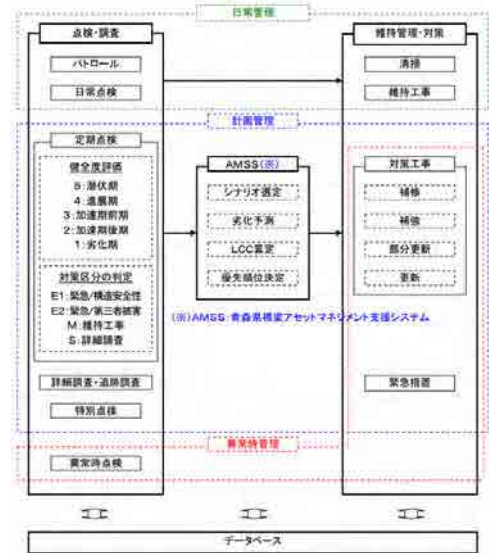 日常管理
点検・調査
維持管理・対策
パトロール
清掃
日常点検
維持工事
計画管理
定期点検
健全度評価
5:潜伏期
4:進展期
3:加速期前期
2:加速期後期
1:劣化期
対策区分の判定
E1:緊急/構造安全性
E2:緊急/第三者被害
M:維持工事
S:詳細調査
AMSS(※)
シナリオ選定
劣化予測
LCC算定
優先順位決定
対策工事
補修
補強
部分更新
更新
(※)AMSS:青森県橋梁アセットマネジメント支援システム
詳細調査・追跡調査
緊急措置
特別点検
異常時管理
異常時点検
データベース